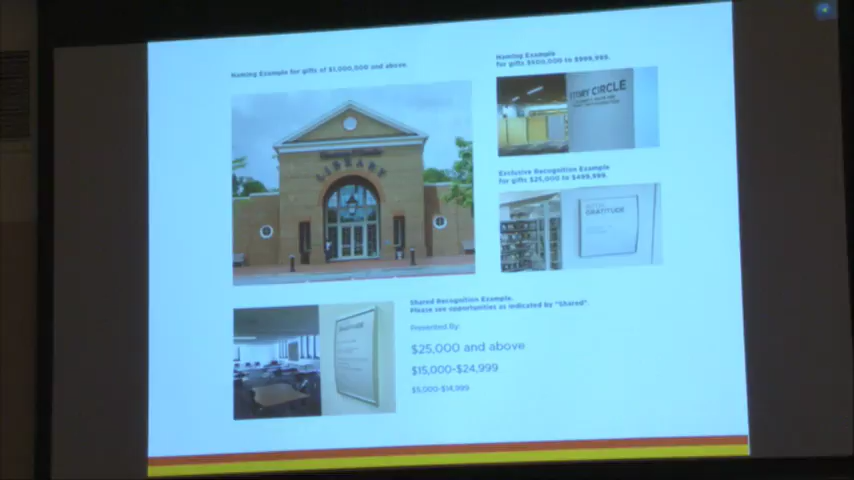 Naming Example for gifts of $1,000,000 and above.
LIBRARY
Naming Example
for gifts $500,000 to $999,999.
STORY CIRCLE
Exclusive Recognition Example
for gifts $25,000 to $499,999.
GRATITUDE
Shared Recognition Example.
Please see opportunities as indicated by "Shared".
Presented By
$25,000 and above
$15,000-$24,999
$5,000-$14,999